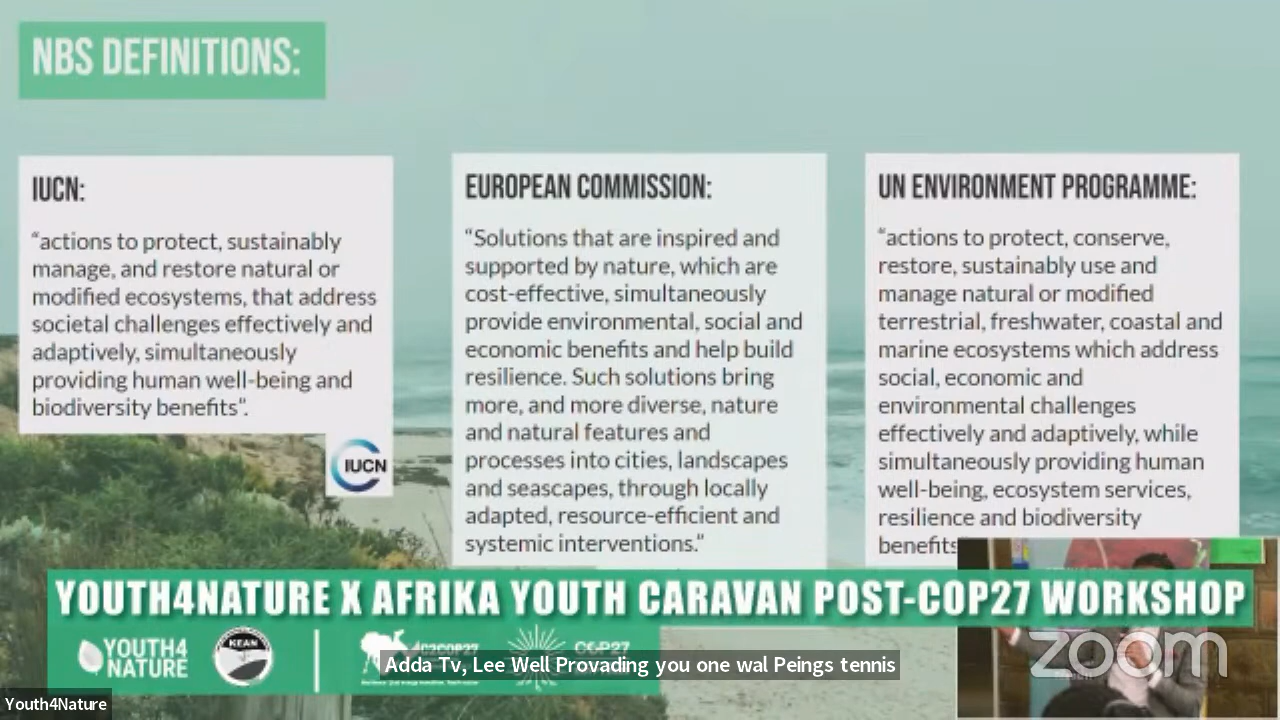 NBS DEFINITIONS:
IUCN:
“actions to protect, sustainably
manage, and restore natural or
modified ecosystems, that address
societal challenges effectively and
adaptively, simultaneously
providing human well-being and
biodiversity benefits”.
IUCN
EUROPEAN COMMISSION:
“Solutions that are inspired and
supported by nature, which are
cost-effective, simultaneously
provide environmental, social and
economic benefits and help build
resilience. Such solutions bring
more, and more diverse, nature
and natural features and
processes into cities, landscapes
and seascapes, through locally
adapted, resource-efficient and
systemic interventions.”
UN ENVIRONMENT PROGRAMME:
“actions to protect, conserve,
restore, sustainably use and
manage natural or modified
terrestrial, freshwater, coastal and
marine ecosystems which address
social, economic and
environmental challenges
effectively and adaptively, while
simultaneously providing human
well-being, ecosystem services,
resilience and biodiversity
benefits
YOUTH4NATURE X AFRIKA YOUTH CARAVAN POST-COP27 WORKSHOP
YOUTH4
NATURE
KEAN
COP27
Adda Tv, Lee Well Provading you one wal Peings tennis
zoom
Youth4Nature